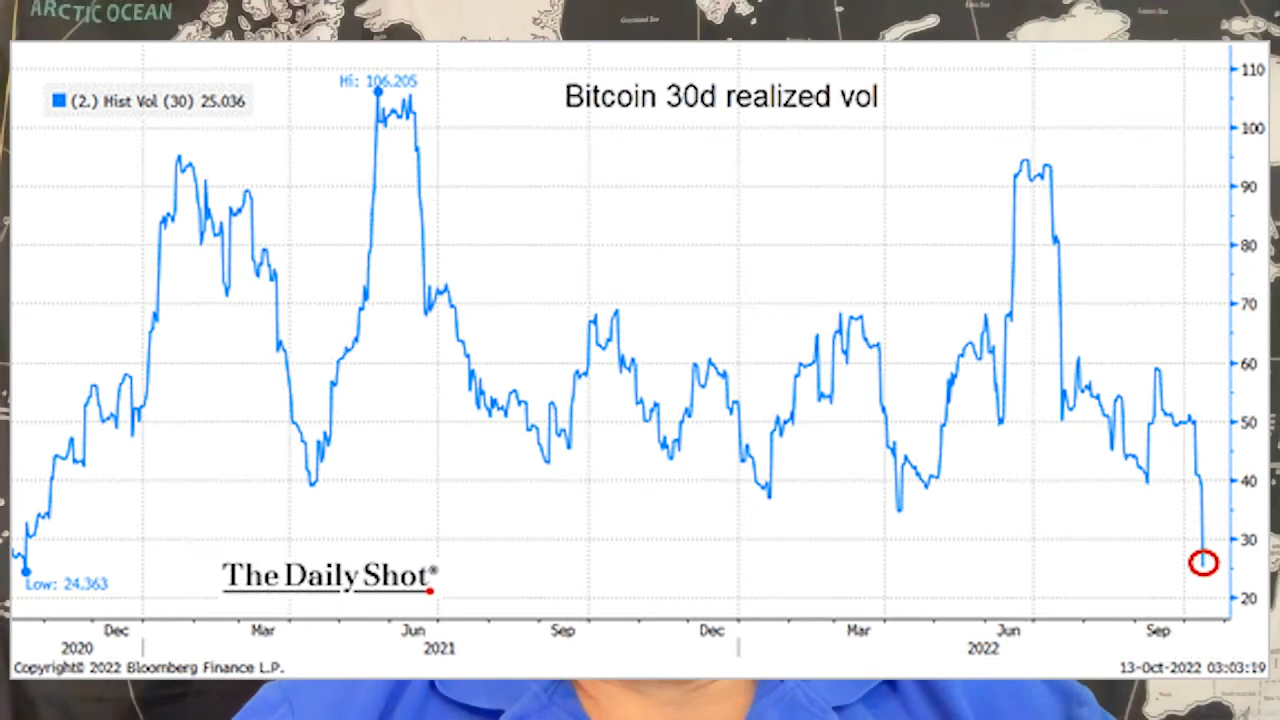 ARCTIC OCEAN
Greenland Sea
Hi: 106.205
Bitcoin 30d realized vol
(2.) Hist Vol (30) 25.036
110
100
90
80
70
60
50
40
30
20
Low: 24.363
The Daily Shot®
Dec Mar Jun Sep Dec Mar Jun Sep
2020 2021 2022
Copyright© 2022 Bloomberg Finance L.P. 13-Oct-2022 03:03:19